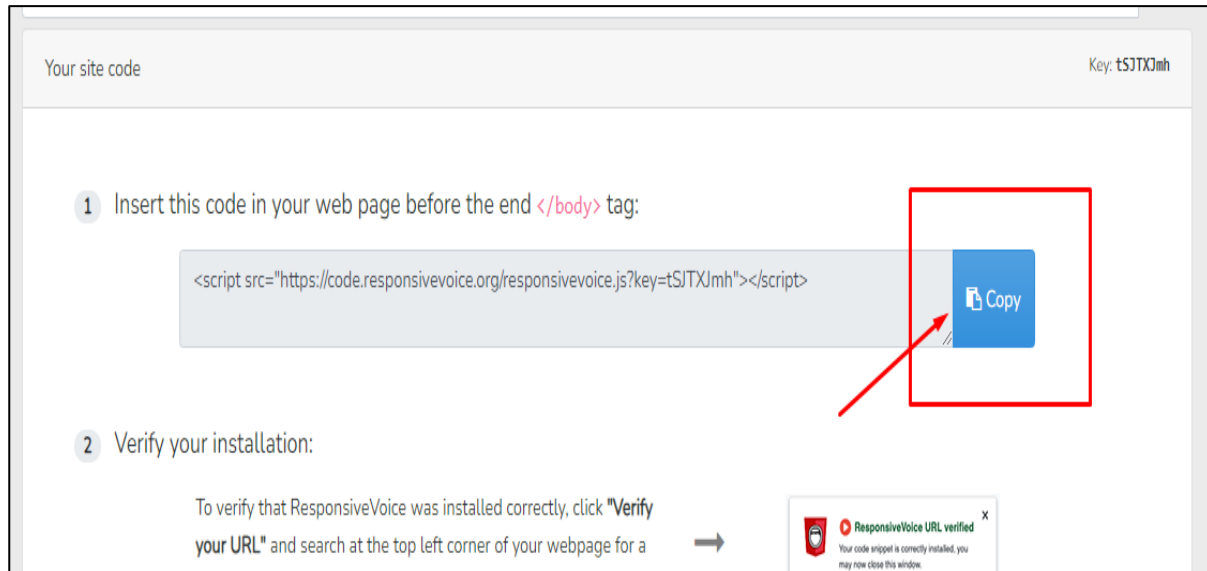 Your site code
Key: tSJTXJmh
1 Insert this code in your web page before the end </body> tag:
<script src="https://code.responsivevoice.org/responsivevoice.js?key=tSJTXJmh"></script>
Copy
2 Verify your installation:
To verify that ResponsiveVoice was installed correctly, click "Verify
your URL" and search at the top left corner of your webpage for a
ResponsiveVoice URL verified
x
Your code snippet is correctly installed, you
may now close this window.